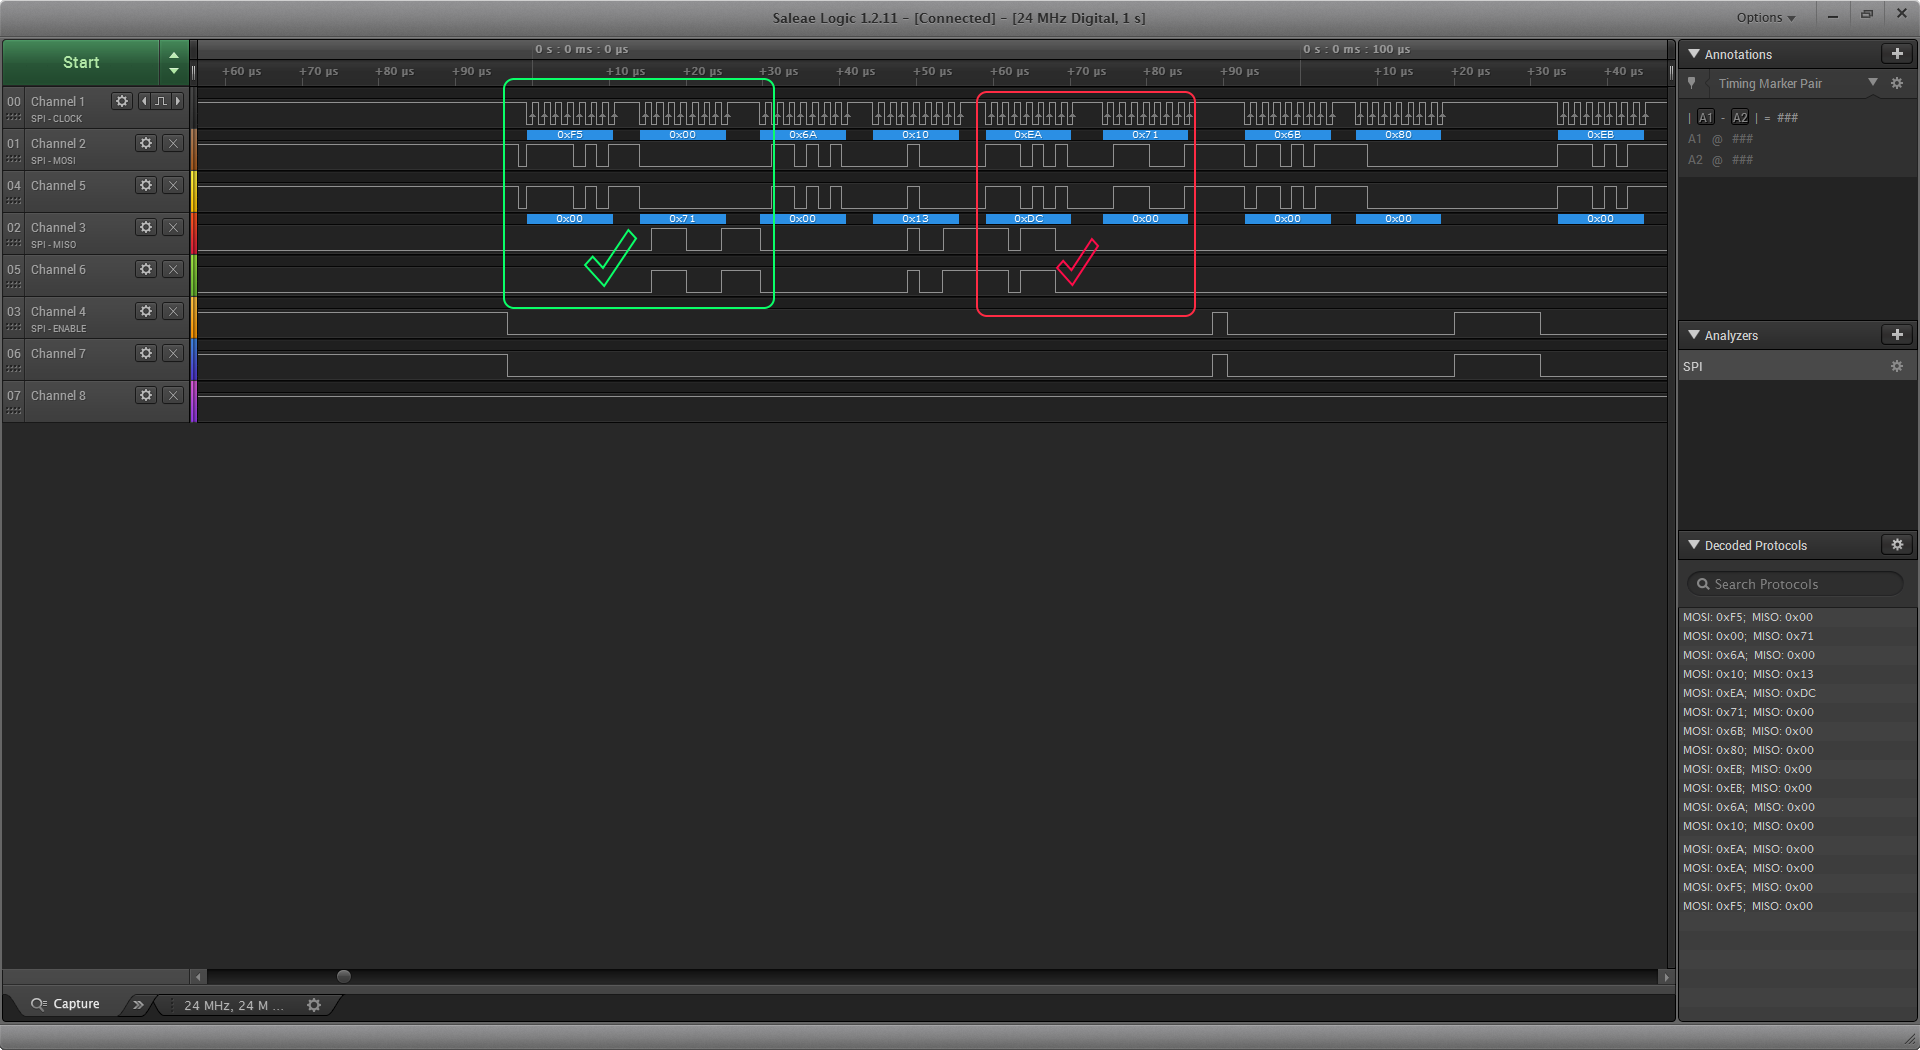 Saleae Logic 1.2.11 - [Connected] - [24 MHz Digital, 1 s]
Options
Start
0 s : 0 ms : 0 µs
0 s : 0 ms : 100 µs
+60 µs +70 µs +80 µs +90 µs +10 µs +20 µs +30 µs +40 µs +50 µs +60 µs +70 µs +80 µs +90 µs +10 µs +20 µs +30 µs +40 µs
00 Channel 1
SPI - CLOCK
0xF5 0x00 0x6A 0x10 0xEA 0x71 0x6B 0x80 0xEB
01 Channel 2
SPI - MOSI
04 Channel 5
0x00 0x71 0x00 0x13 0xDC 0x00 0x00 0x00 0x00
02 Channel 3
SPI - MISO
05 Channel 6
03 Channel 4
SPI - ENABLE
06 Channel 7
07 Channel 8
Annotations
Timing Marker Pair
| A1 - A2 | = ###
A1 @ ###
A2 @ ###
Analyzers
SPI
Decoded Protocols
Search Protocols
MOSI: 0xF5; MISO: 0x00
MOSI: 0x00; MISO: 0x71
MOSI: 0x6A; MISO: 0x00
MOSI: 0x10; MISO: 0x13
MOSI: 0xEA; MISO: 0xDC
MOSI: 0x71; MISO: 0x00
MOSI: 0x6B; MISO: 0x00
MOSI: 0x80; MISO: 0x00
MOSI: 0xEB; MISO: 0x00
MOSI: 0xEB; MISO: 0x00
MOSI: 0x6A; MISO: 0x00
MOSI: 0x10; MISO: 0x00
MOSI: 0xEA; MISO: 0x00
MOSI: 0xEA; MISO: 0x00
MOSI: 0xF5; MISO: 0x00
MOSI: 0xF5; MISO: 0x00
Capture
24 MHz, 24 M ...